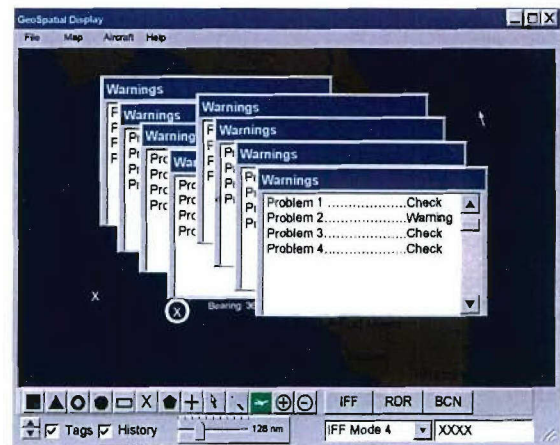 GeoSpatial Display
File Map Aircraft Help
Warnings
Warnings
Warnings
Warnings
Warnings
Warnings
Warnings
Warnings
Problem 1 ....................Check
Problem 2....................Warning
Problem 3....................Check
Problem 4....................Check
X
X
Bearing: 
X
IFF RDR BCN
Tags History 128 nm IFF Mode 4 XXXX